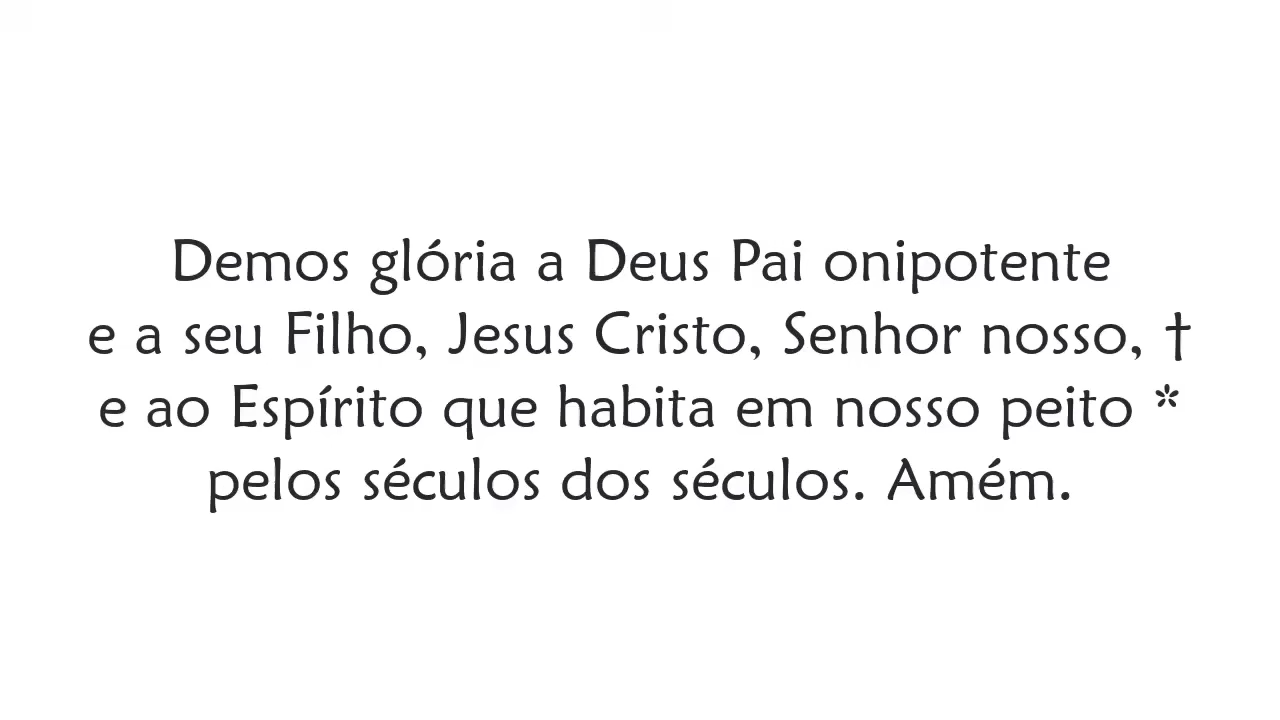 Demos glória a Deus Pai onipotente
e a seu Filho, Jesus Cristo, Senhor nosso, †
e ao Espírito que habita em nosso peito *
pelos séculos dos séculos. Amém.